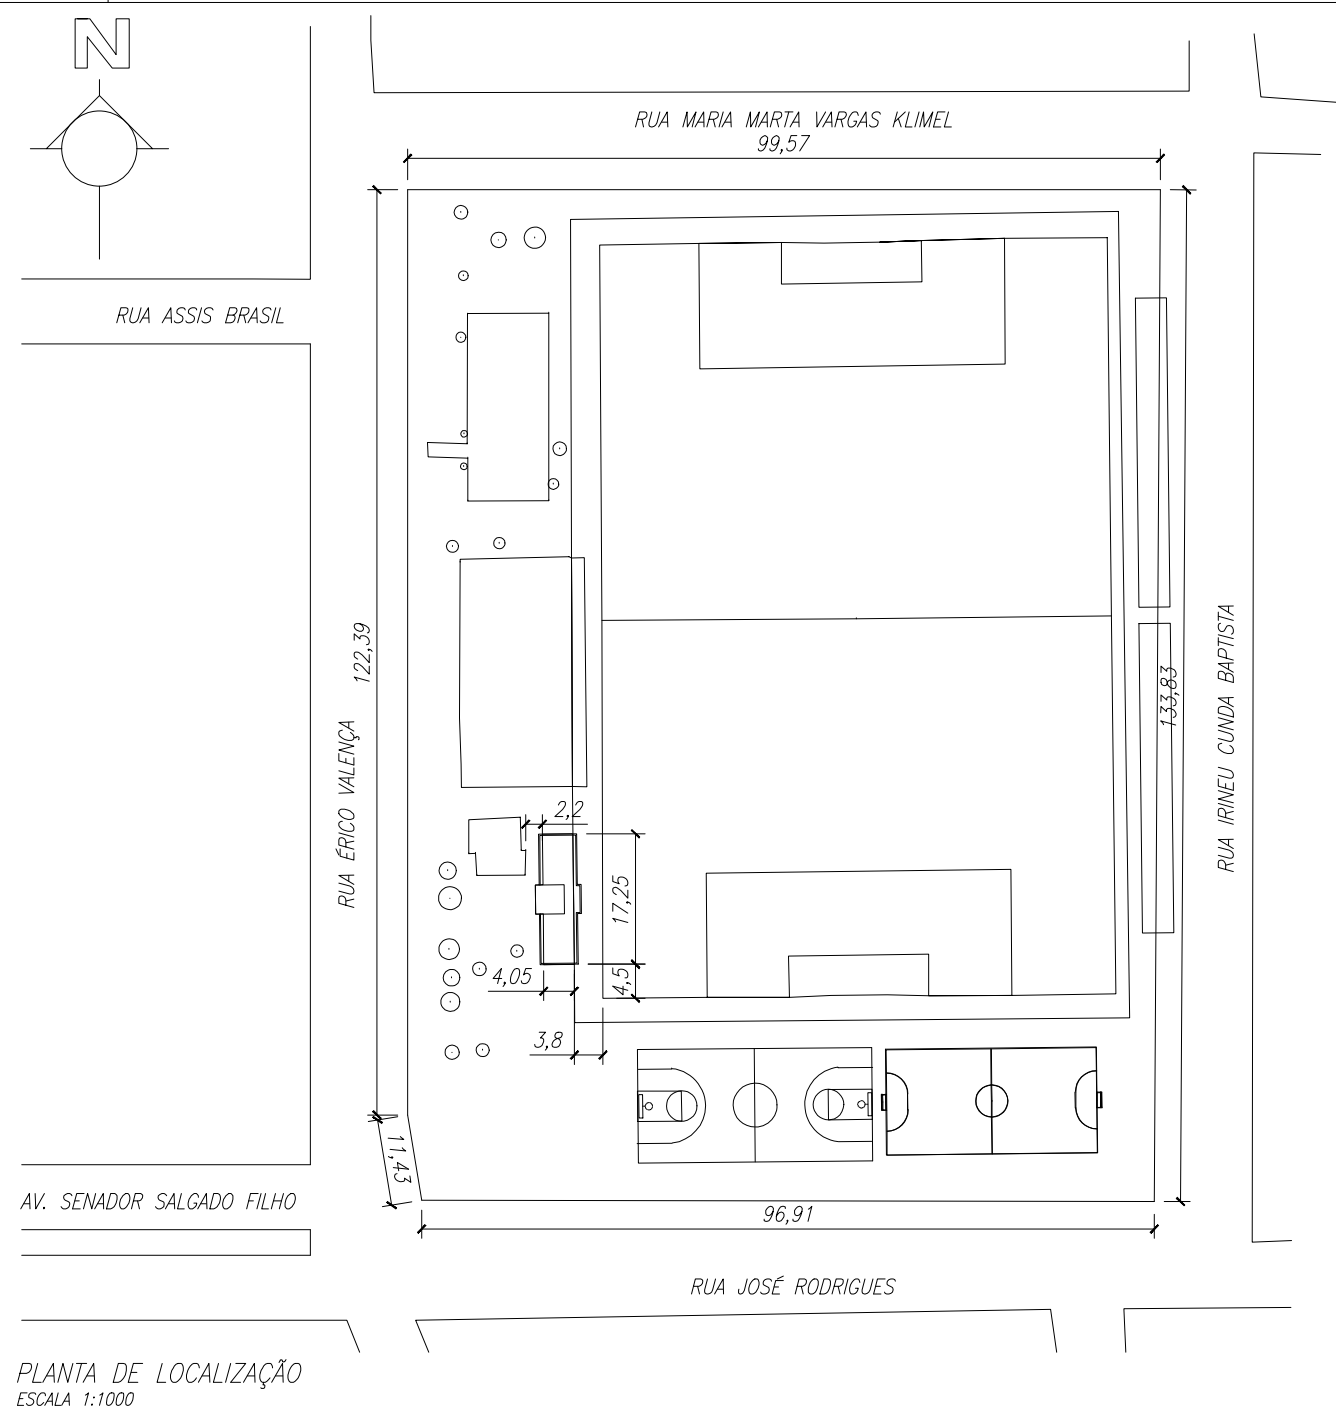 N
RUA MARIA MARTA VARGAS KLIMEL
99,57
RUA ASSIS BRASIL
122,39
RUA ÉRICO VALENÇA
133,83
RUA IRINEU CUNDA BAPTISTA
2,2
17,25
4,05
4,5
3,8
11,43
AV. SENADOR SALGADO FILHO
96,91
RUA JOSÉ RODRIGUES
PLANTA DE LOCALIZAÇÃO
ESCALA 1:1000